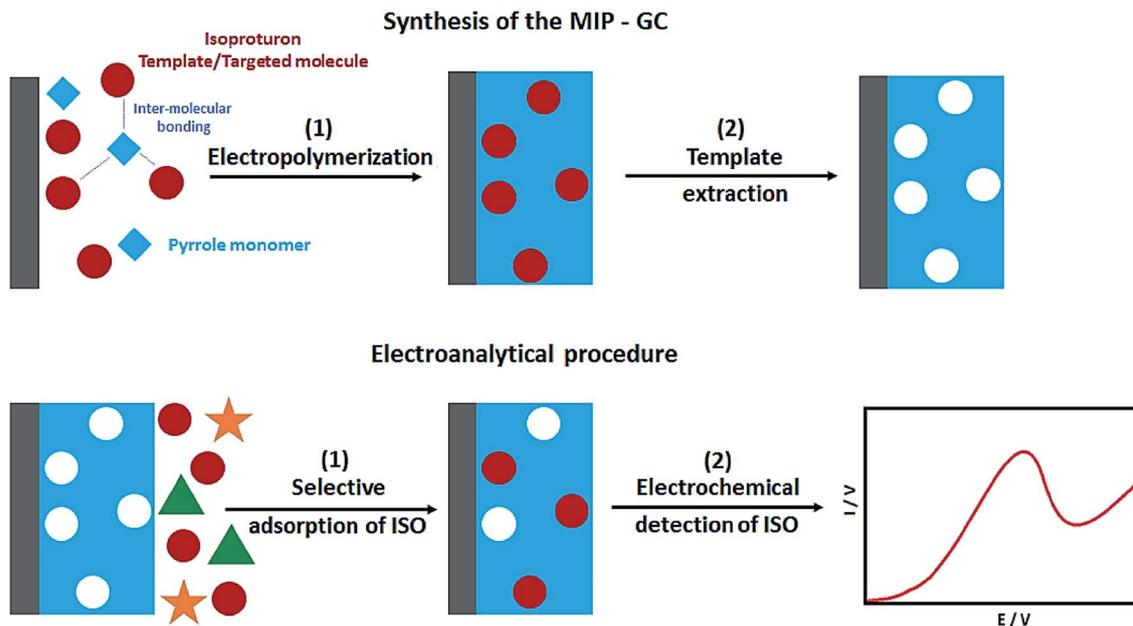 Synthesis of the MIP - GC
Isoproturon
Template/Targeted molecule
Inter-molecular
bonding
(1)
Electropolymerization
(2)
Template
extraction
Pyrrole monomer
Electroanalytical procedure
(1)
Selective
adsorption of ISO
(2)
Electrochemical
detection of ISO
I / V
E / V